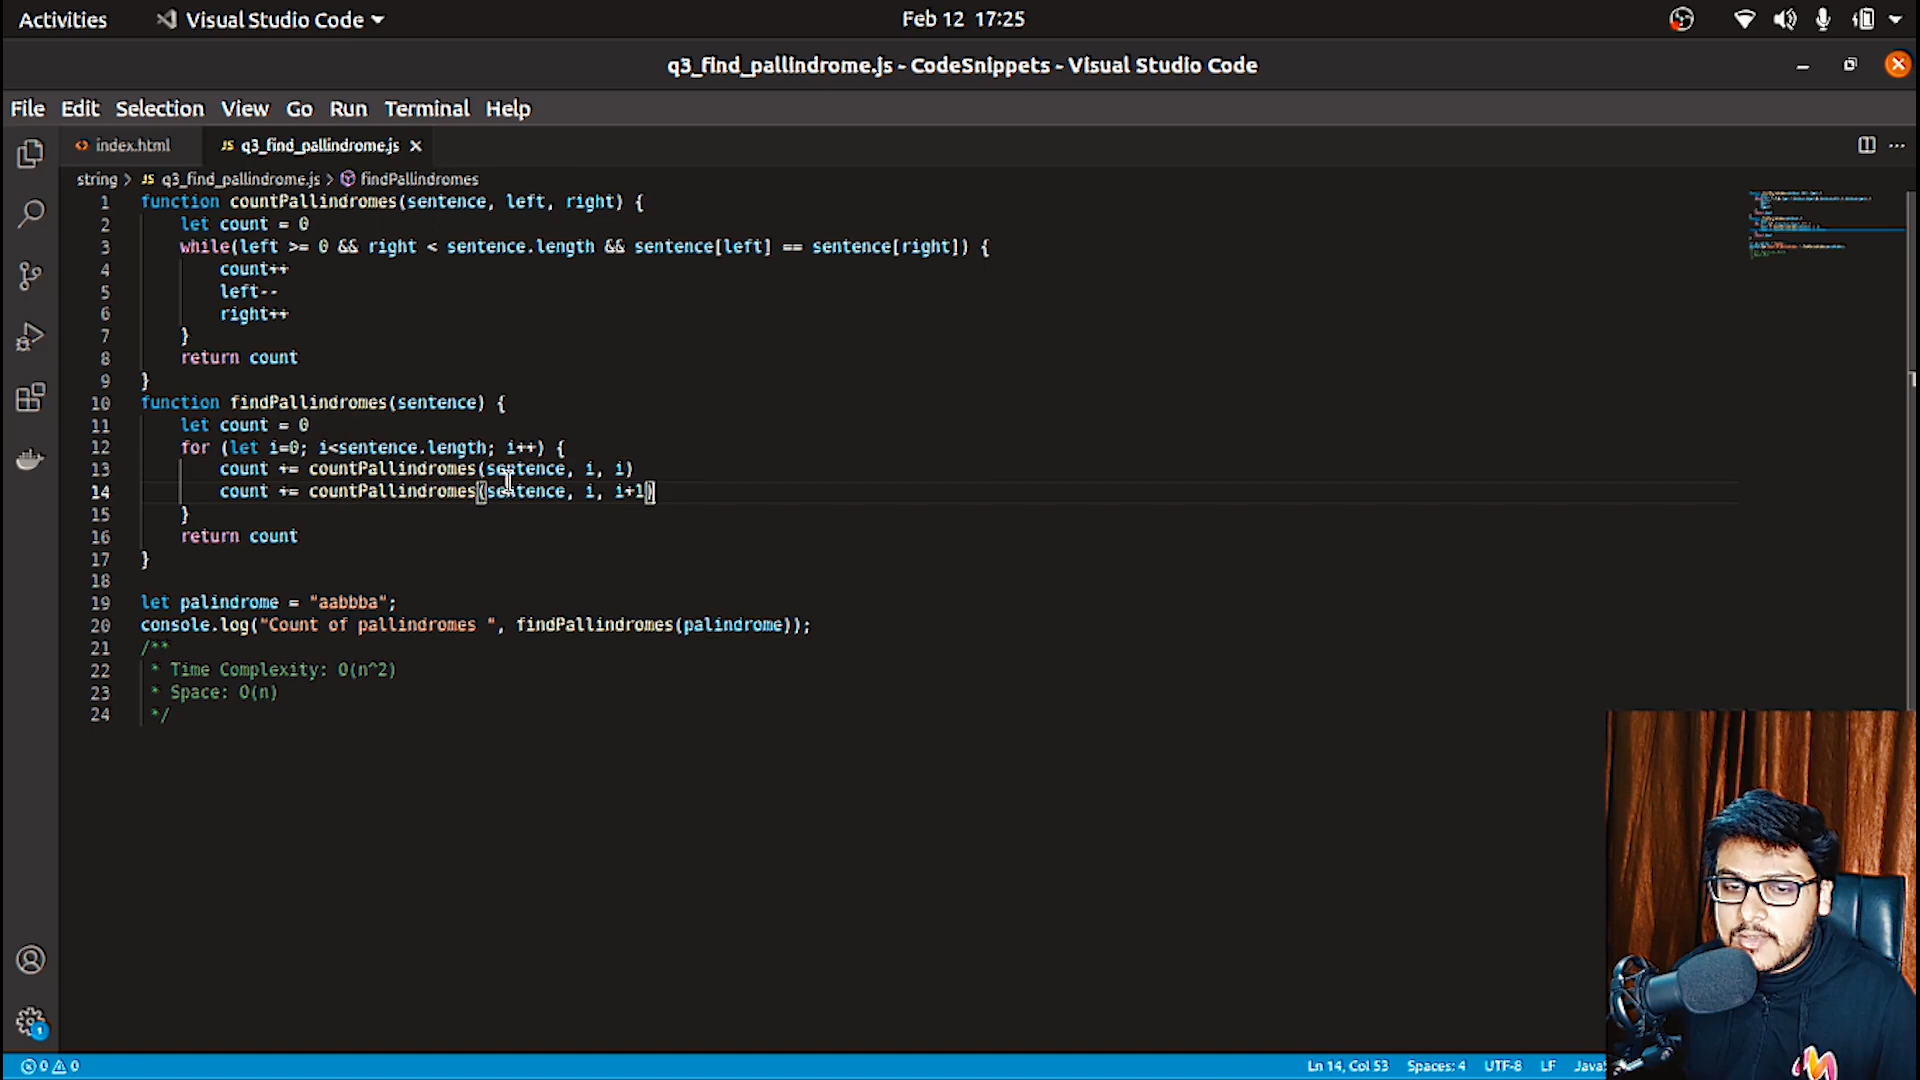 Activities Visual Studio Code Feb 12 17:25
q3_find_pallindrome.js - CodeSnippets - Visual Studio Code
File Edit Selection View Go Run Terminal Help
index.html JS q3_find_pallindrome.js
string > JS q3_find_pallindrome.js > findPallindromes
1 function countPallindromes(sentence, left, right) {
2 let count = 0
3 while(left >= 0 && right < sentence.length && sentence[left] == sentence[right]) {
4 count++
5 left--
6 right++
7 }
8 return count
9 }
10 function findPallindromes(sentence) {
11 let count = 0
12 for (let i=0; i<sentence.length; i++) {
13 count += countPallindromes(sentence, i, i)
14 count += countPallindromes(sentence, i, i+1)
15 }
16 return count
17 }
18
19 let palindrome = "aabbba";
20 console.log("Count of pallindromes ", findPallindromes(palindrome));
21 /**
22 * Time Complexity: O(n^2)
23 * Space: O(n)
24 */
1
0 0 Ln 14, Col 53 Spaces: 4 UTF-8 LF Java